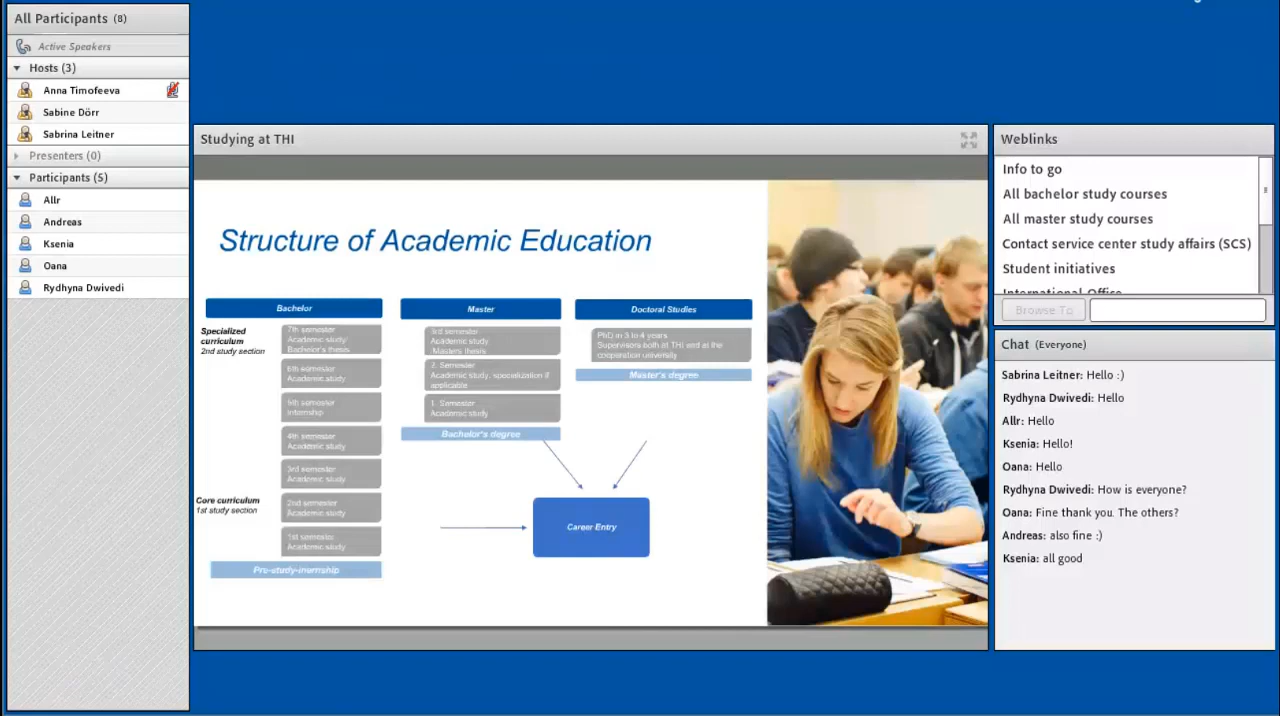 All Participants (8)
Active Speakers
Hosts (3)
Anna Timofeeva
Sabine Dörr
Sabrina Leitner
Presenters (0)
Participants (5)
Allr
Andreas
Ksenia
Oana
Rydhyna Dwivedi
Studying at THI
Structure of Academic Education
Bachelor
Specialized
curriculum
2nd study section
7th semester
Academic study
Bachelor's thesis
6th semester
Academic study
5th semester
Internship
4th semester
Academic study
3rd semester
Academic study
Core curriculum
1st study section
2nd semester
Academic study
1st semester
Academic study
Pre-study-internship
Master
3rd semester
Academic study
Masters thesis
2. Semester
Academic study, specialization if
applicable
1. Semester
Academic study
Bachelor's degree
Doctoral Studies
PhD in 3 to 4 years
Supervisors both at THI and at the
cooperation university
Master's degree
Career Entry
Weblinks
Info to go
All bachelor study courses
All master study courses
Contact service center study affairs (SCS)
Student initiatives
International Office
Browse To
Chat (Everyone)
Sabrina Leitner: Hello :)
Rydhyna Dwivedi: Hello
Allr: Hello
Ksenia: Hello!
Oana: Hello
Rydhyna Dwivedi: How is everyone?
Oana: Fine thank you. The others?
Andreas: also fine :)
Ksenia: all good